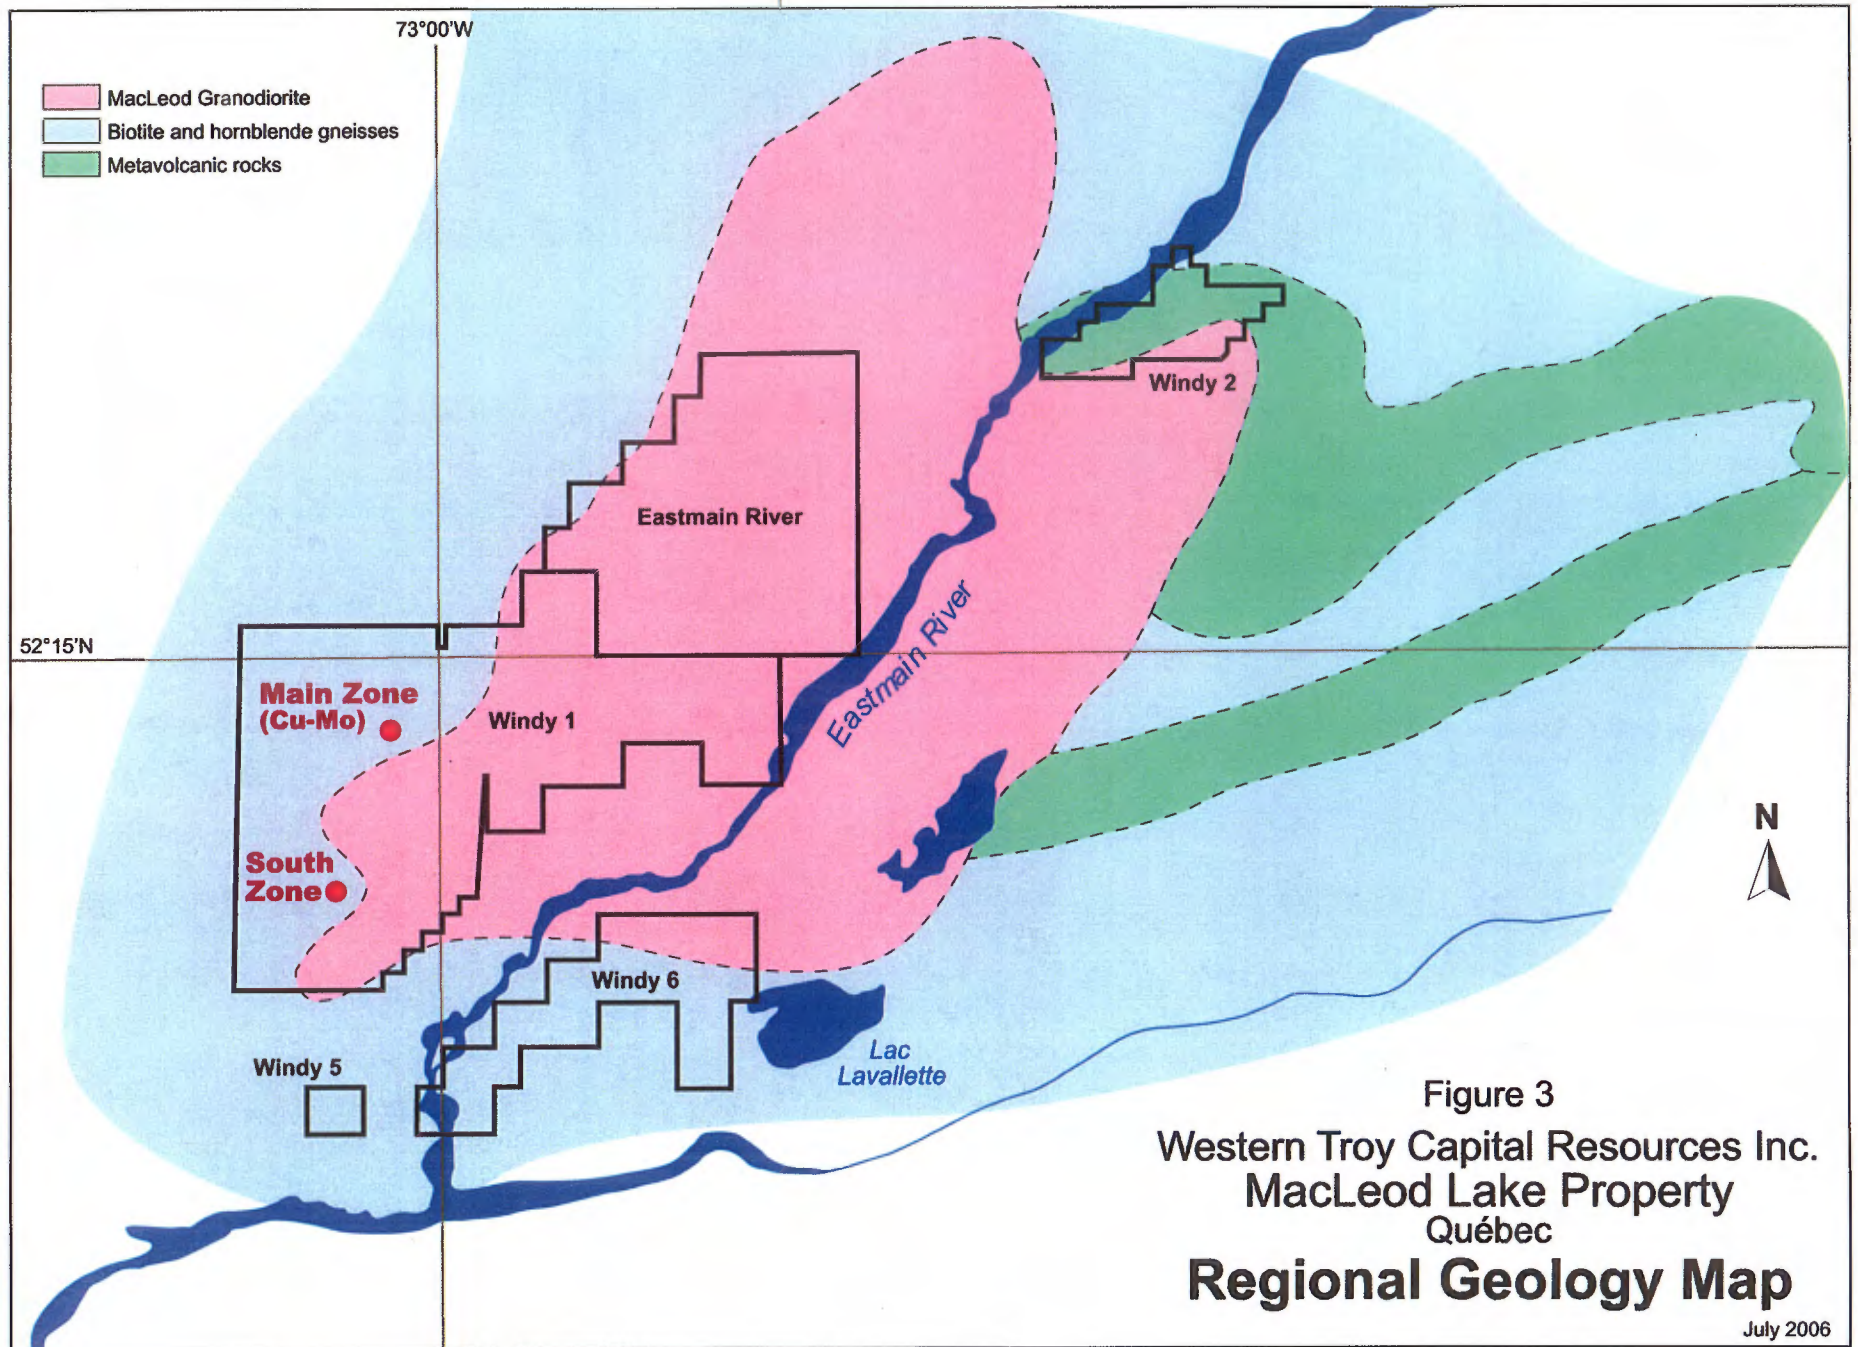 73°00'W
MacLeod Granodiorite
Biotite and hornblende gneisses
Metavolcanic rocks
Windy 2
Eastmain River
52°15'N
Eastmain River
Main Zone
(Cu-Mo)
Windy 1
South
Zone
N
Windy 6
Windy 5
Lac
Lavallette
Figure 3
Western Troy Capital Resources Inc.
MacLeod Lake Property
Québec
Regional Geology Map
July 2006